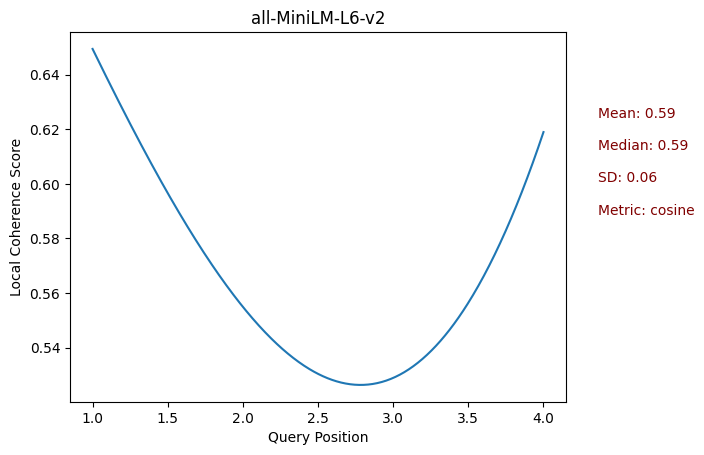 all-MiniLM-L6-v2
Local Coherence Score
0.64
0.62
0.60
0.58
0.56
0.54
1.0 1.5 2.0 2.5 3.0 3.5 4.0
Query Position
Mean: 0.59
Median: 0.59
SD: 0.06
Metric: cosine